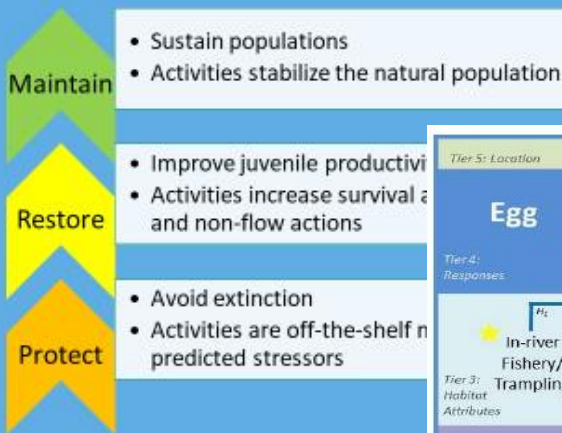 Maintain
• Sustain populations
• Activities stabilize the natural population
Restore
• Improve juvenile
• Activities increase survival
and non-flow actions
Protect
• Avoid extinction
• Activities are off-the-shelf
predicted stressors
Tier 5: Location
Egg
Tier 4:
Responses
H1
In-river
Fishery/
Tier 3:
Habitat
Attributes